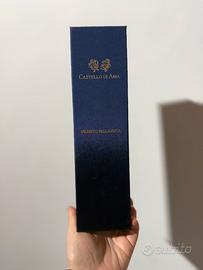 CASTELLO DI AMA
VIGNETO BELLAVISTA
subito